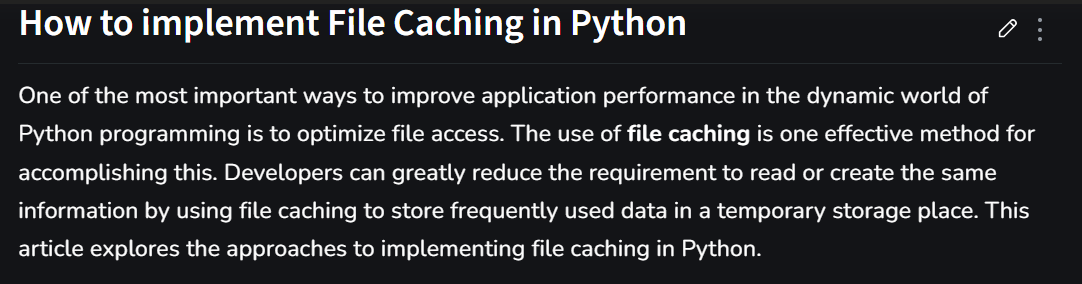 How to implement File Caching in Python
One of the most important ways to improve application performance in the dynamic world of
Python programming is to optimize file access. The use of file caching is one effective method for
accomplishing this. Developers can greatly reduce the requirement to read or create the same
information by using file caching to store frequently used data in a temporary storage place. This
article explores the approaches to implementing file caching in Python.